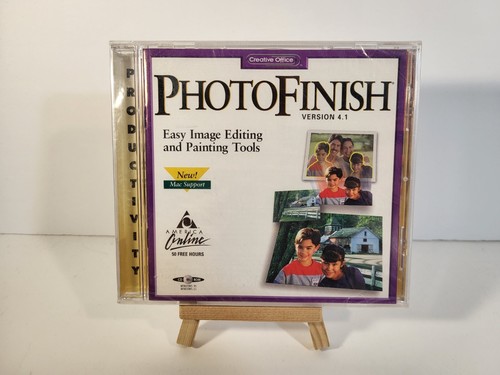 PRODUCTIVITY
Creative Office
PHOTOFINISH
VERSION 4.1
Easy Image Editing
and Painting Tools
New!
Mac Support
AMERICA
Online
50 FREE HOURS